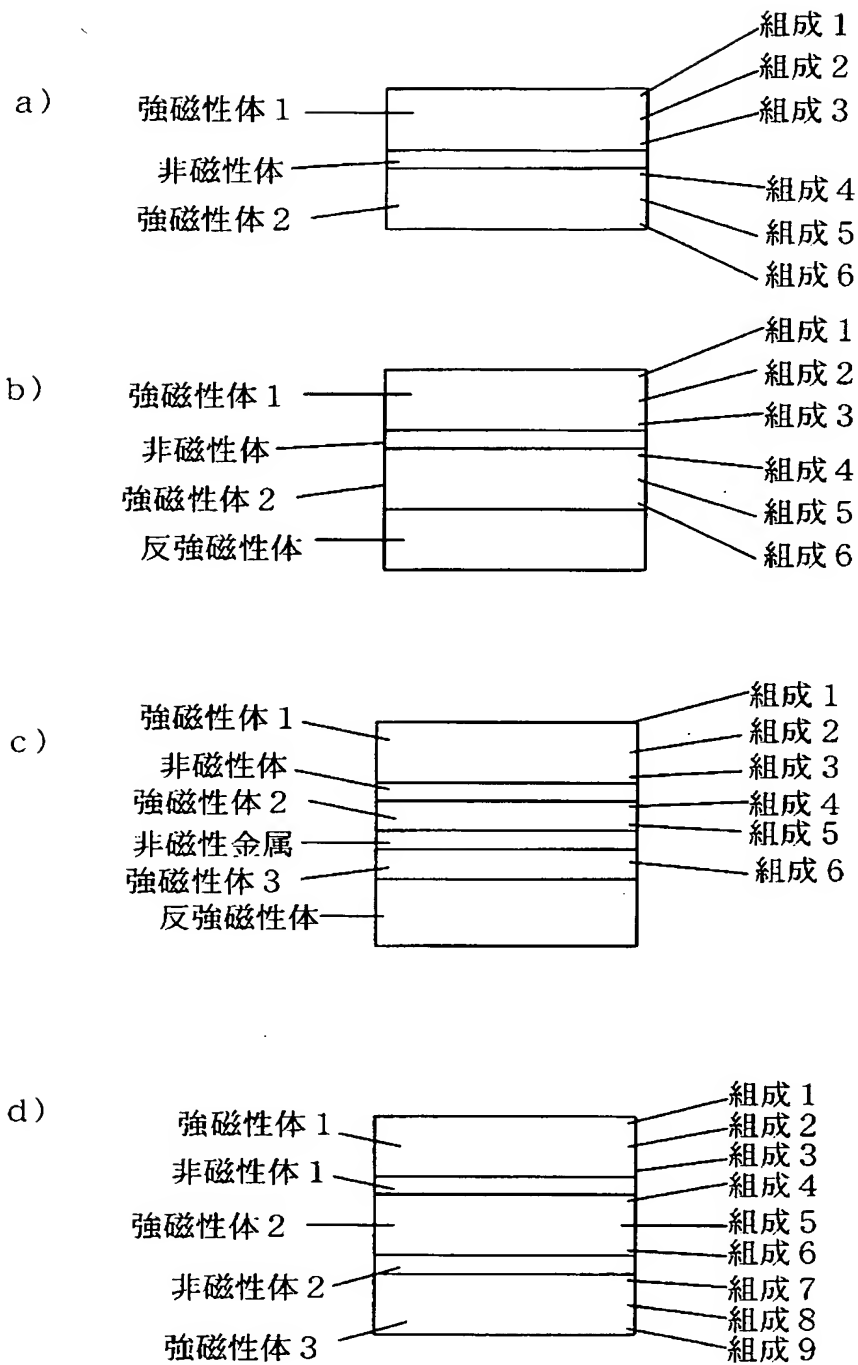 a)
強磁性体1
非磁性体
強磁性体2
組成1
組成2
組成3
組成4
組成5
組成6
b)
強磁性体1
非磁性体
強磁性体2
反強磁性体
組成1
組成2
組成3
組成4
組成5
組成6
c)
強磁性体1
非磁性体
強磁性体2
非磁性金属
強磁性体3
反強磁性体
組成1
組成2
組成3
組成4
組成5
組成6
d)
強磁性体1
非磁性体1
強磁性体2
非磁性体2
強磁性体3
組成1
組成2
組成3
組成4
組成5
組成6
組成7
組成8
組成9